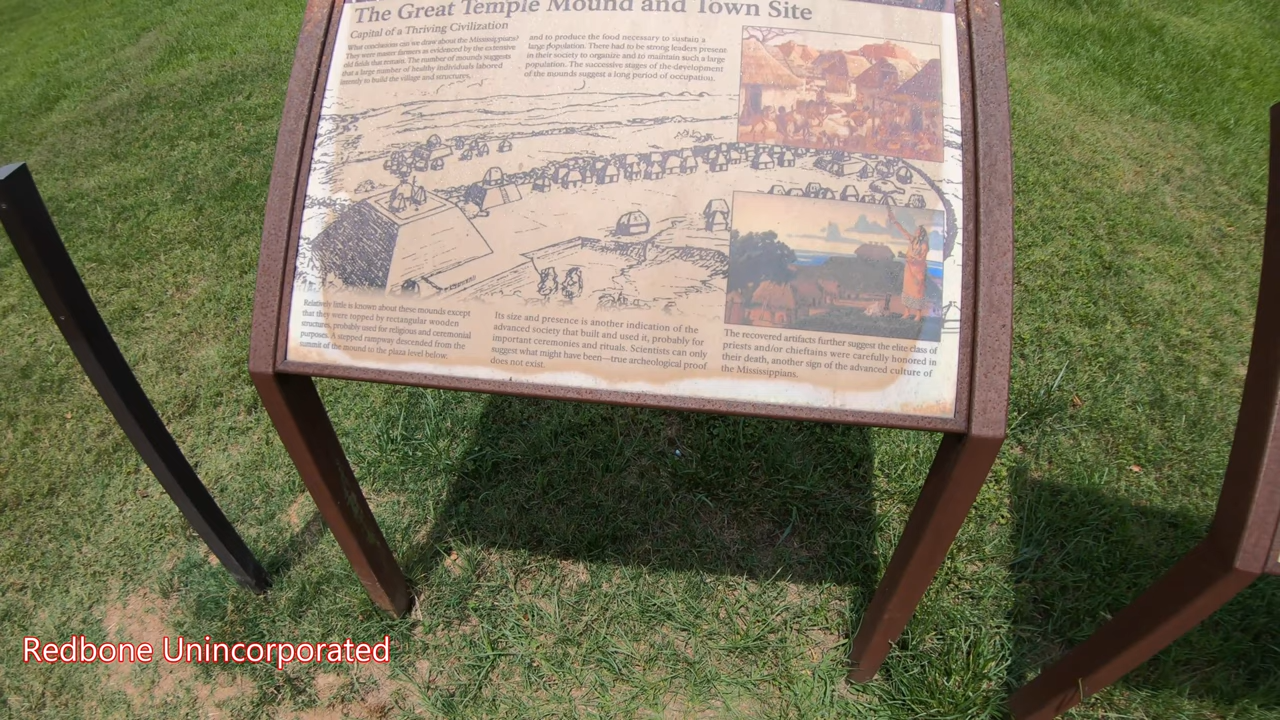 The Great Temple Mound and Town Site
Capital of a Thriving Civilization
What conclusions can we draw about the Mississippians?
They were master farmers as evidenced by the extensive
old fields that remain. The number of mounds suggests
that a large number of healthy individuals labored
intensely to build the village and structures,
and to produce the food necessary to sustain a
large population. There had to be strong leaders present
in their society to organize and to maintain such a large
population. The successive stages of the development
of the mounds suggest a long period of occupation.
Relatively little is known about these mounds except
that they were topped by rectangular wooden
structures, probably used for religious and ceremonial
purposes. A stepped rampway descended from the
summit of the mound to the plaza level below.
Its size and presence is another indication of the
advanced society that built and used it, probably for
important ceremonies and rituals. Scientists can only
suggest what might have been—true archeological proof
does not exist.
The recovered artifacts further suggest the elite class of
priests and/or chieftains were carefully honored in
their death, another sign of the advanced culture of
the Mississippians.
Redbone Unincorporated